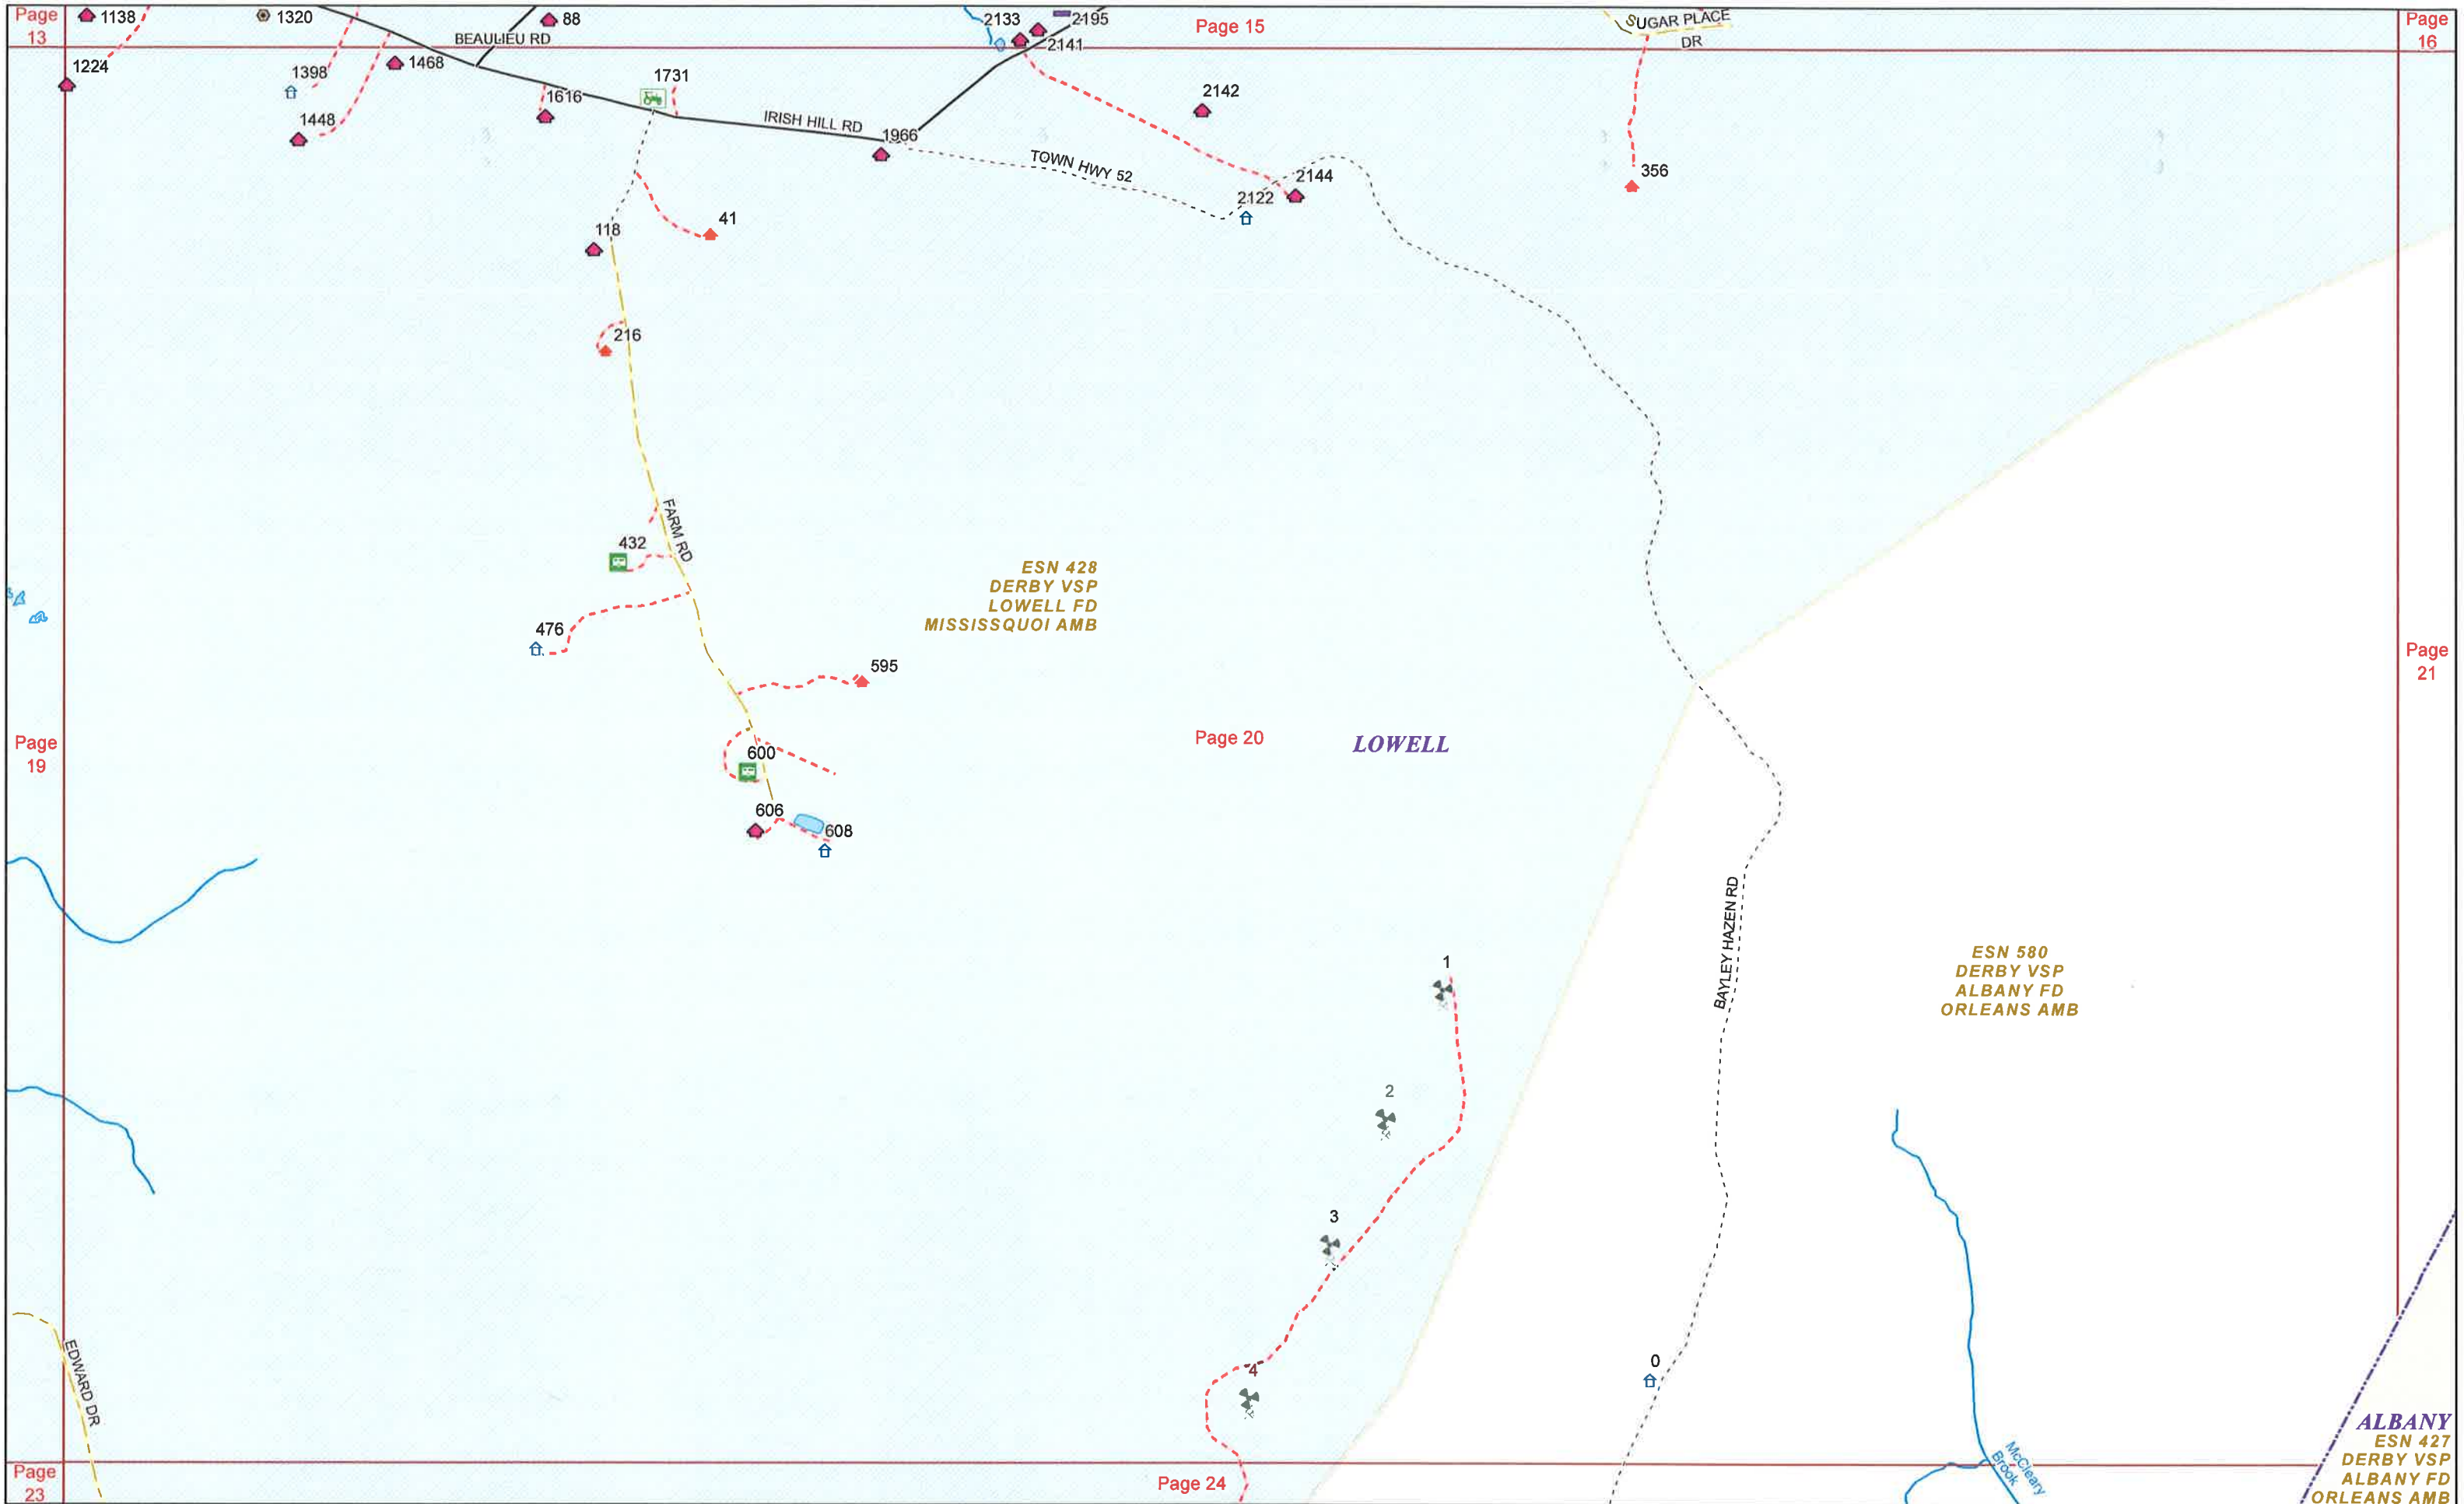 Page
13
1138
1320
88
2133
2195
Page 15
SUGAR PLACE
DR
Page
16
BEAULIEU RD
2141
1224
1398
1468
1731
1616
2142
1448
IRISH HILL RD
1966
TOWN HWY 52
2144
2122
356
41
118
216
FARM RD
432
ESN 428
DERBY VSP
LOWELL FD
MISSISSQUOI AMB
476
595
Page
21
Page
19
600
Page 20
LOWELL
606
608
BAYLEY HAZEN RD
1
ESN 580
DERBY VSP
ALBANY FD
ORLEANS AMB
2
3
EDWARD DR
4
0
ALBANY
ESN 427
DERBY VSP
ALBANY FD
ORLEANS AMB
McCleary
Brook
Page
23
Page 24